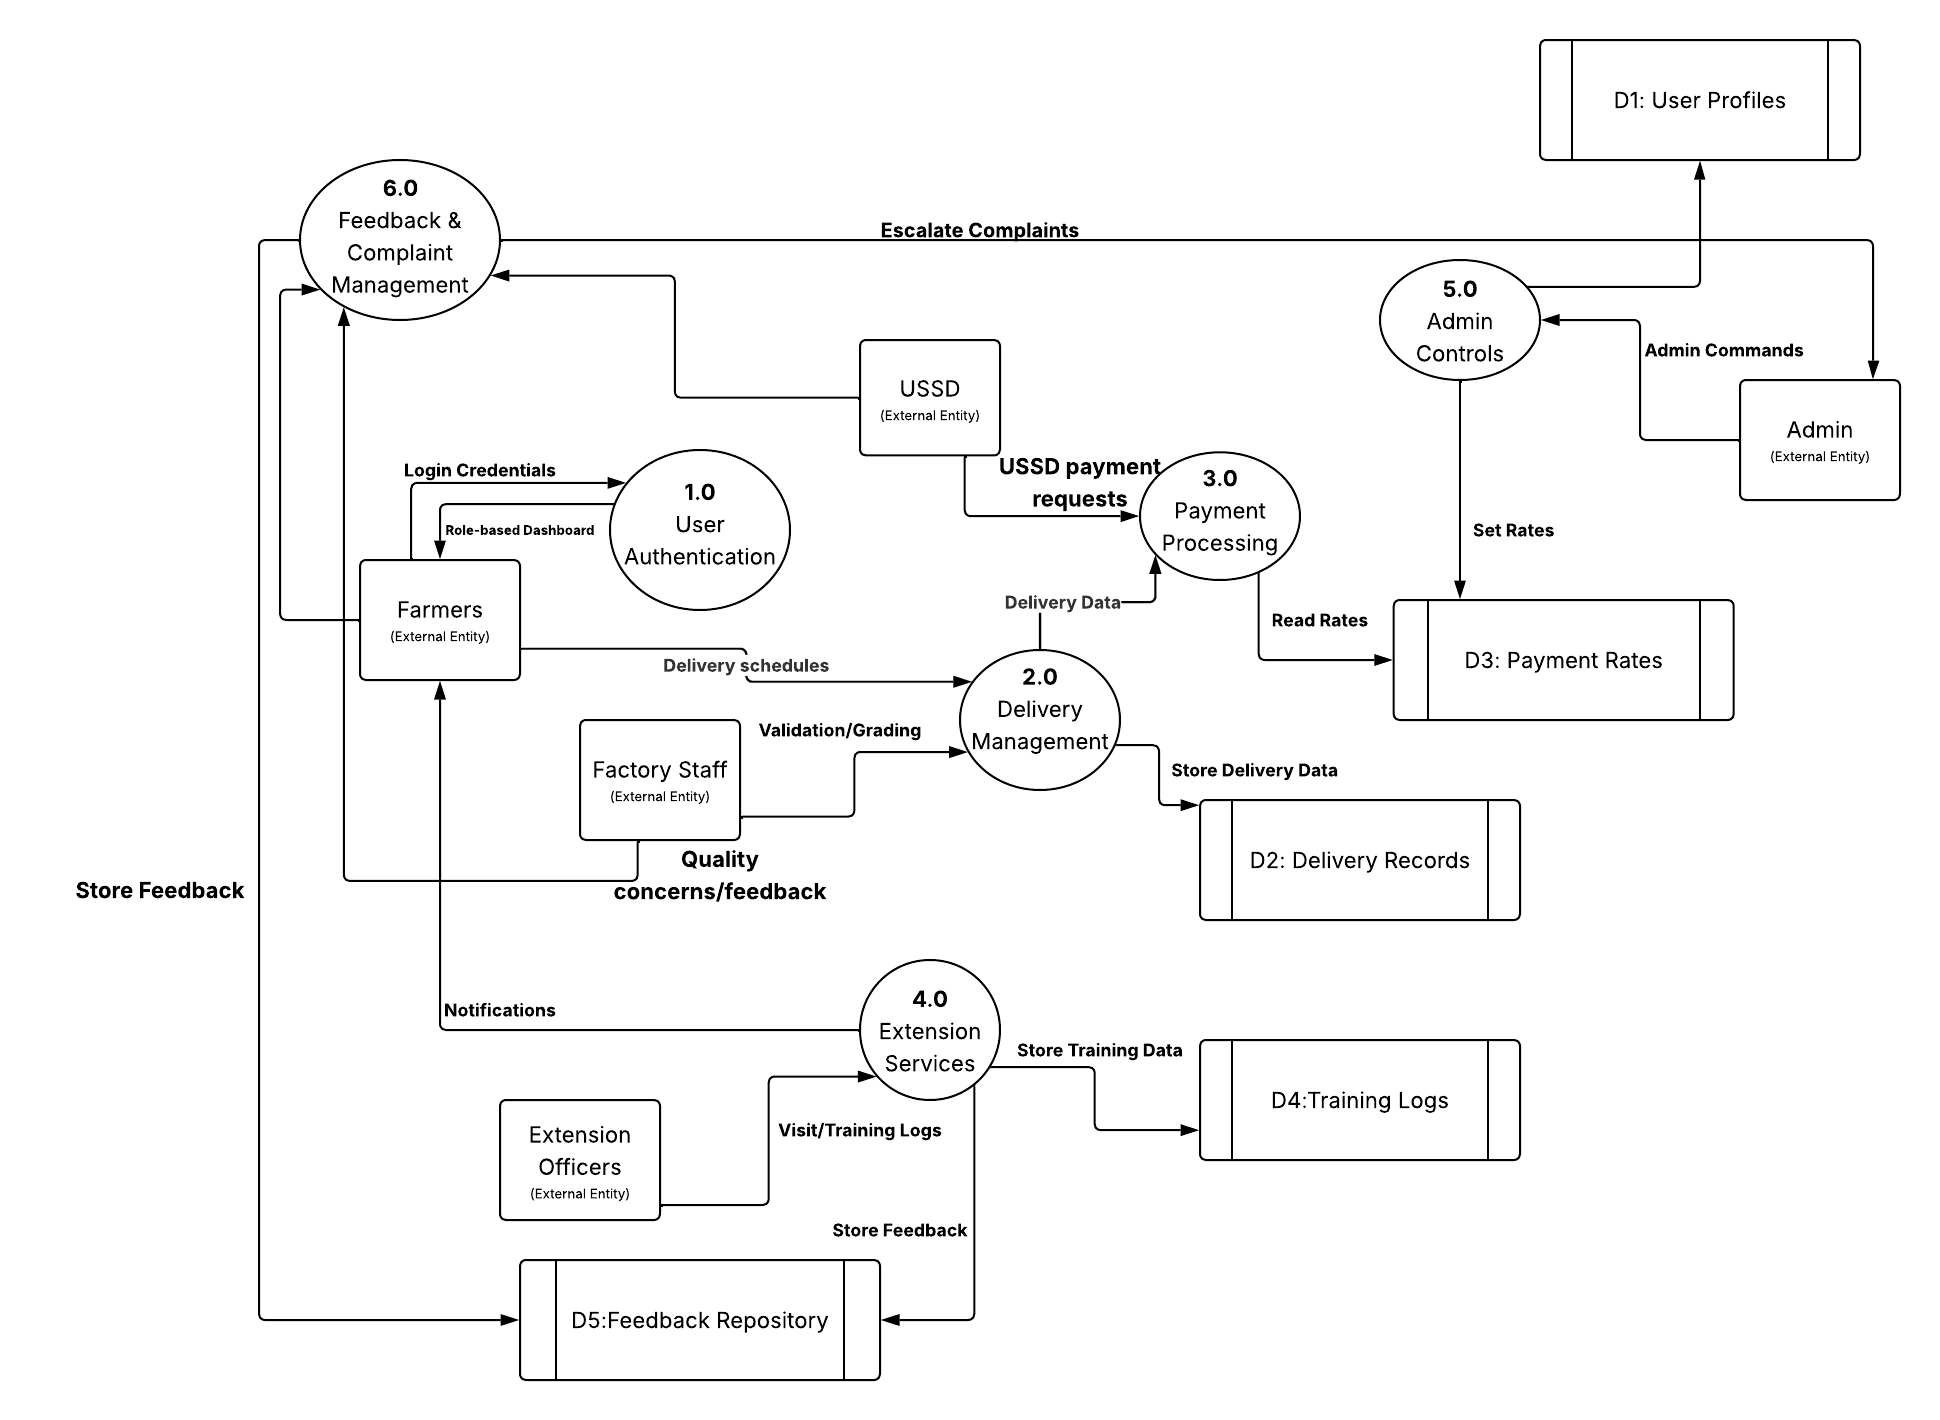 D1: User Profiles
6.0
Feedback &
Complaint
Management
Escalate Complaints
5.0
Admin
Controls
Admin Commands
USSD
(External Entity)
Admin
(External Entity)
Login Credentials
USSD payment
requests
3.0
Payment
Processing
1.0
User
Authentication
Role-based Dashboard
Set Rates
Farmers
(External Entity)
Delivery Data
Read Rates
Delivery schedules
D3: Payment Rates
2.0
Delivery
Management
Validation/Grading
Factory Staff
(External Entity)
Store Delivery Data
Quality
concerns/feedback
D2: Delivery Records
Store Feedback
4.0
Extension
Services
Notifications
Store Training Data
D4:Training Logs
Extension
Officers
(External Entity)
Visit/Training Logs
Store Feedback
D5:Feedback Repository